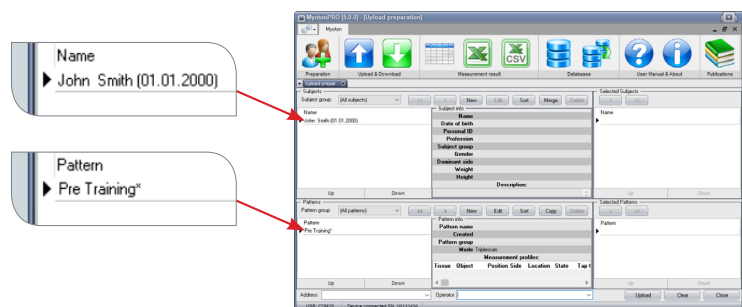 Name
John Smith (01.01.2000)
Pattern
Pre Training*
MyotonPRO [5.0.0] - [Upload preparation]
Myoton
Preparation Upload & Download Measurement result Databases User Manual & About Publications
CSV
Upload prepar
Subjects
Subject group (All subjects) >> > New Edit Sort Merge Delete
Name
John Smith (01.01.2000)
Subject info
Name
Date of birth
Personal ID
Profession
Subject group
Gender
Dominant side
Weight
Height
Description:
Up Down
Selected Subjects
< <<
Name
Up Down
Patterns
Pattern group (All patterns) >> > New Edit Sort Copy Delete
Pattern
Pre Training*
Pattern info
Pattern name
Created
Pattern group
Mode Triplescan
Measurement profiles:
Tissue Object Position Side Location State Tap t
Up Down
Selected Patterns
< <<
Pattern
Up Down
Address Operator Upload Clear Close